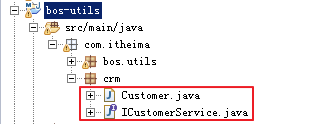 bos-utils
src/main/java
com.itheima
bos.utils
crm
Customer.java
ICustomerService.java